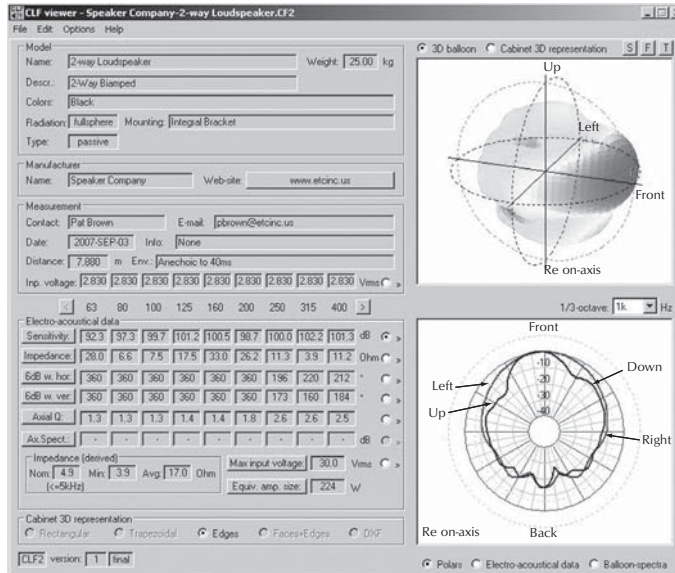 CLF viewer - Speaker Company-2-way Loudspeaker.CF2
File Edit Options Help
Model
Name: 2-way Loudspeaker Weight: 25.00 kg
Descr.: 2-Way Biamped
Colors: Black
Radiation: fullsphere Mounting: Integral Bracket
Type: passive
Manufacturer
Name: Speaker Company Web-site: www.etcinc.us
Measurement
Contact: Pat Brown E-mail: pbrown@etcinc.us
Date: 2007-SEP-03 Info: None
Distance: 7.880 m Env.: Anechoic to 40ms
Inp. voltage: 2.830 2.830 2.830 2.830 2.830 2.830 2.830 2.830 2.830 Vrms »
< 63 80 100 125 160 200 250 315 400 >
Electro-acoustical data
Sensitivity: 92.3 97.3 99.7 101.2 100.5 98.7 100.0 102.2 101.3 dB »
Impedance: 28.0 6.6 7.5 17.5 33.0 26.2 11.3 3.9 11.2 Ohm »
6dB w. hor: 360 360 360 360 360 360 196 220 212 ° »
6dB w. ver: 360 360 360 360 360 360 173 160 184 ° »
Axial Q: 1.3 1.3 1.3 1.4 1.4 1.8 2.6 2.6 2.5 »
Ax.Spect.: - - - - - - - - - dB »
Impedance (derived)
Nom: 4.9 Min: 3.9 Avg: 17.0 Ohm
(<=5kHz)
Max input voltage: 30.0 Vrms »
Equiv. amp. size: 224 W
Cabinet 3D representation
Rectangular Trapezoidal Edges Faces+Edges DXF
CLF2 version: 1 final
3D balloon Cabinet 3D representation S F T
Up
Left
Front
Re on-axis
1/3-octave: 1k Hz
Front
-10
-20
-30
-40
Left
Up
Down
Right
Re on-axis
Back
Polars Electro-acoustical data Balloon-spectra